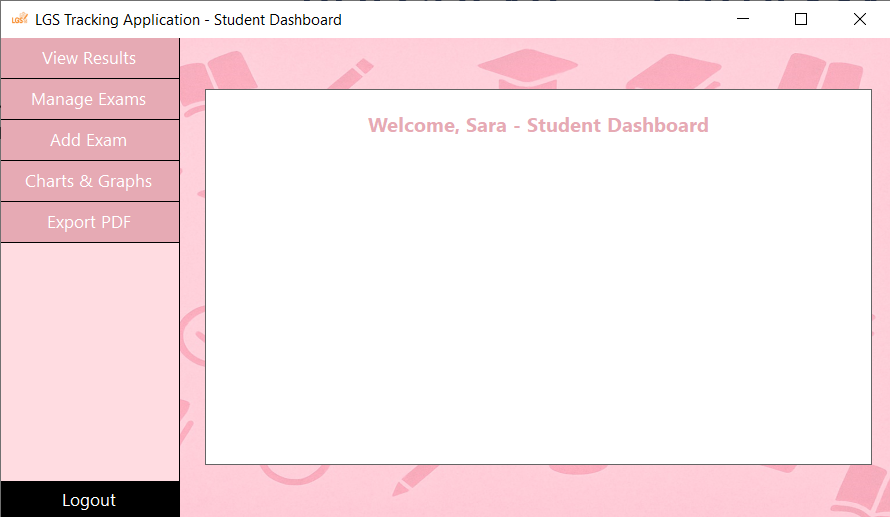 LGS LGS Tracking Application - Student Dashboard
View Results
Manage Exams
Add Exam
Charts & Graphs
Export PDF
Welcome, Sara - Student Dashboard
Logout